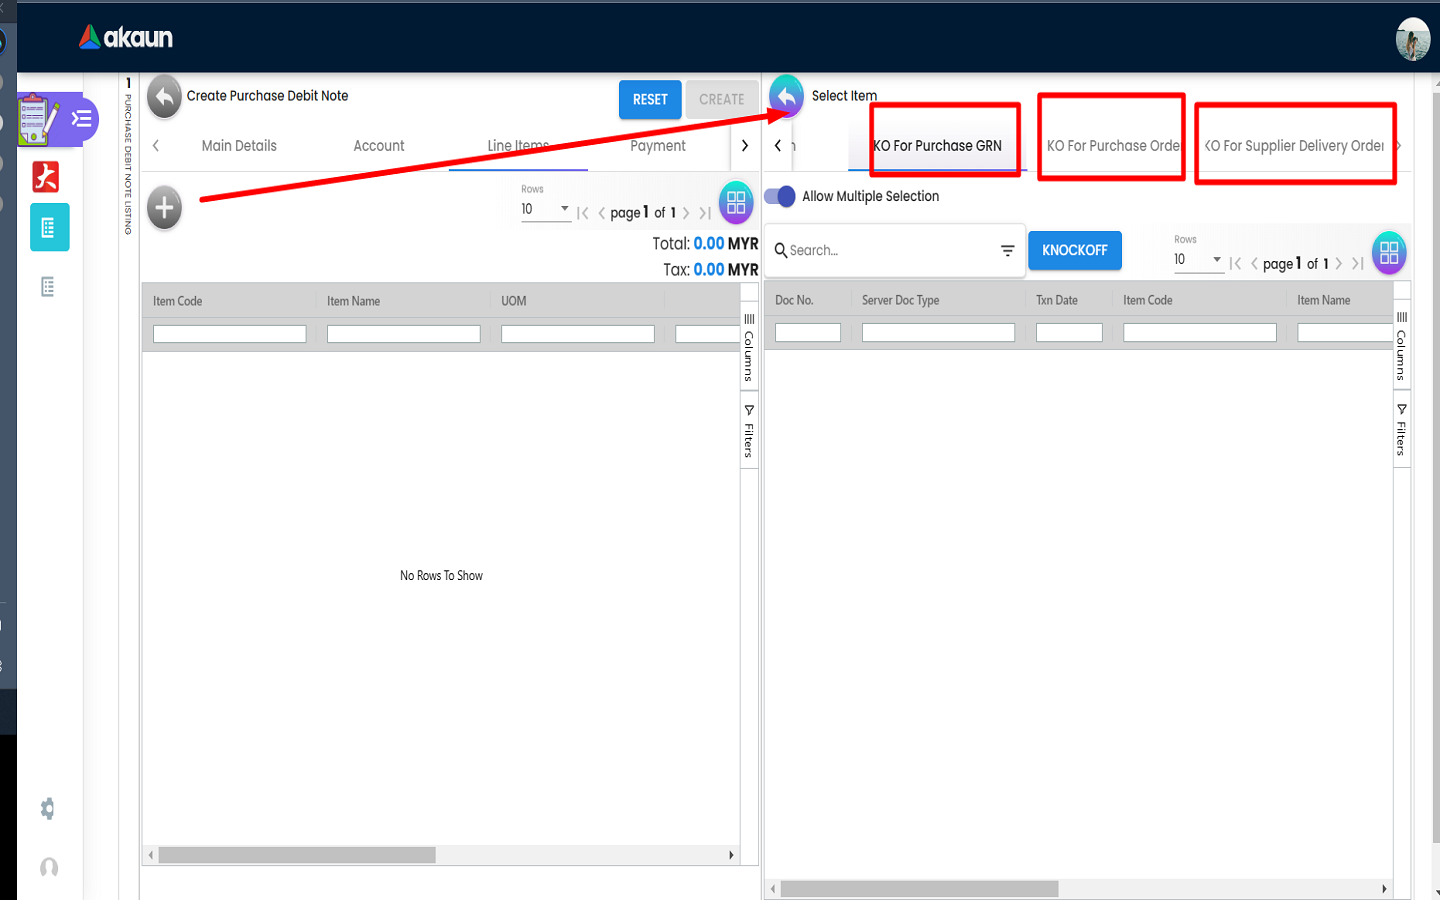 akaun
1 PURCHASE DEBIT NOTE LISTING
Create Purchase Debit Note
RESET
CREATE
Main Details
Account
Line Items
Payment
Rows
10
page 1 of 1
Total: 0.00 MYR
Tax: 0.00 MYR
Item Code
Item Name
UOM
Columns
Filters
No Rows To Show
Select Item
KO For Purchase GRN
KO For Purchase Orde
KO For Supplier Delivery Order
Allow Multiple Selection
Search...
KNOCKOFF
Rows
10
page 1 of 1
Doc No.
Server Doc Type
Txn Date
Item Code
Item Name
Columns
Filters